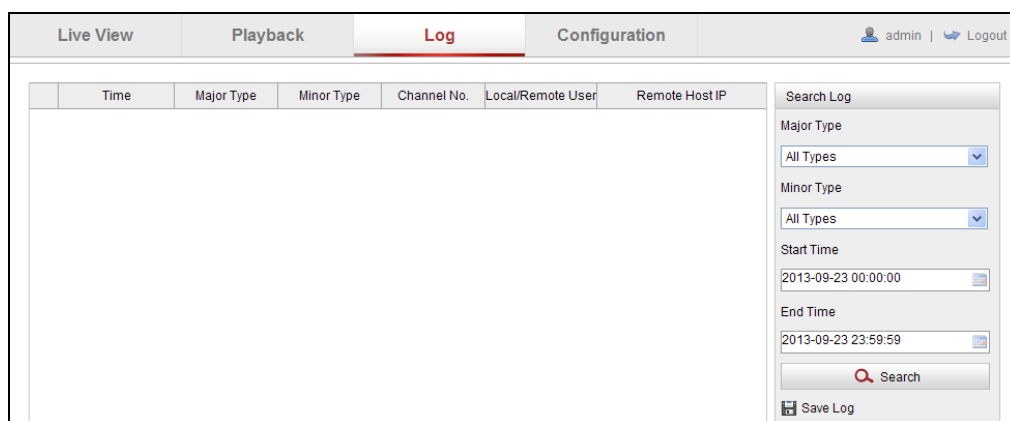 Live View Playback Log Configuration admin | Logout
Time Major Type Minor Type Channel No. Local/Remote User Remote Host IP
Search Log
Major Type
All Types
Minor Type
All Types
Start Time
2013-09-23 00:00:00
End Time
2013-09-23 23:59:59
Search
Save Log